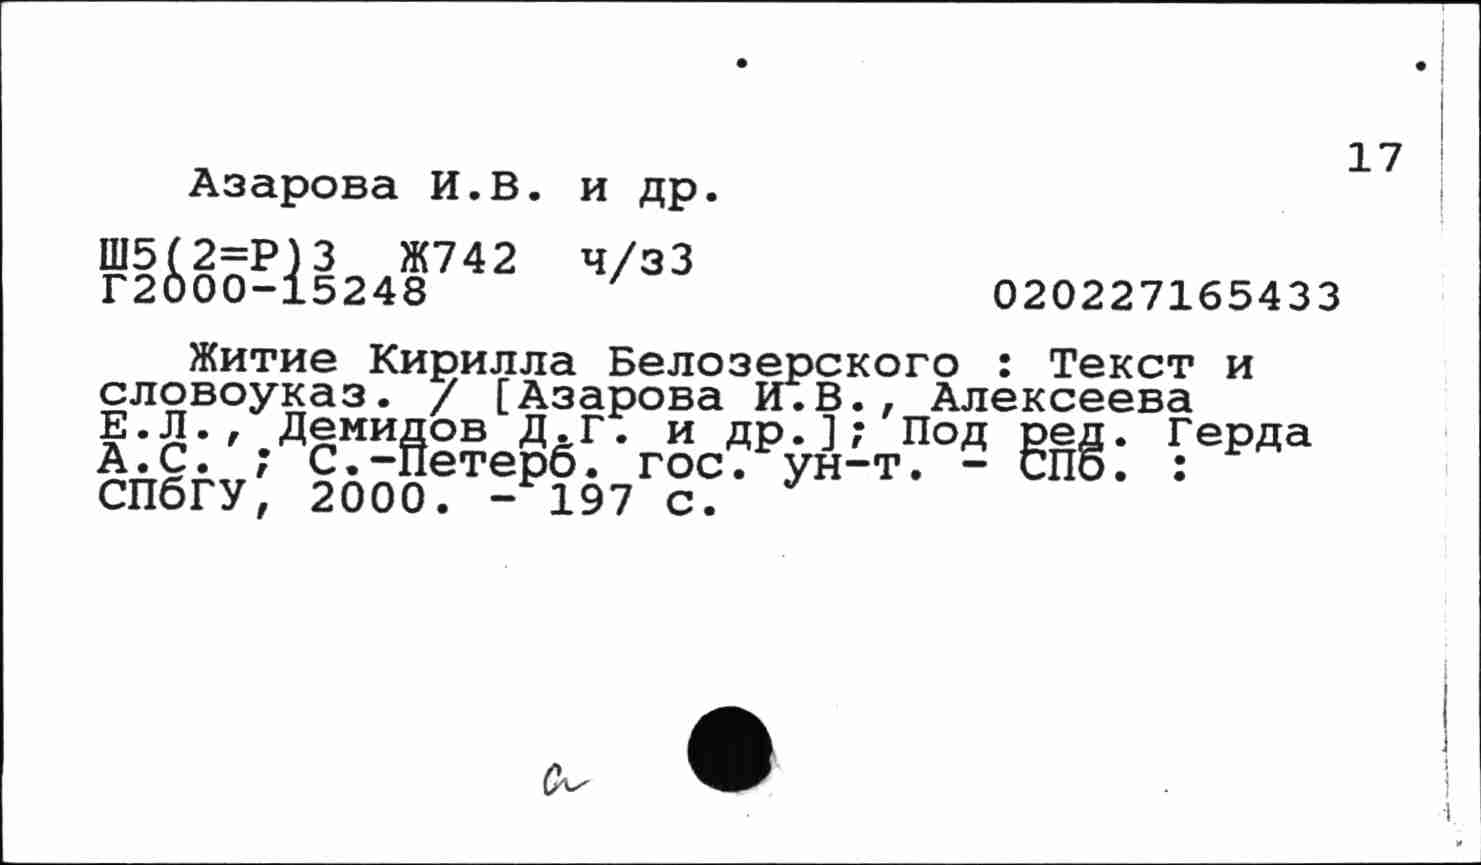 17
Азарова И.В. и др.
Ш5(2=Р)3 Ж742 ч/з3
Г2000-15248
020227165433
Житие Кирилла Белозерского : Текст и
словоуказ. / [Азарова И.В., Алексеева
Е.Л., Демидов Д.Г. и др.]; Под ред. Герда
А.С. ; С.-Петерб. гос. ун-т. - СПб. :
СПбГУ, 2000. - 197 с.